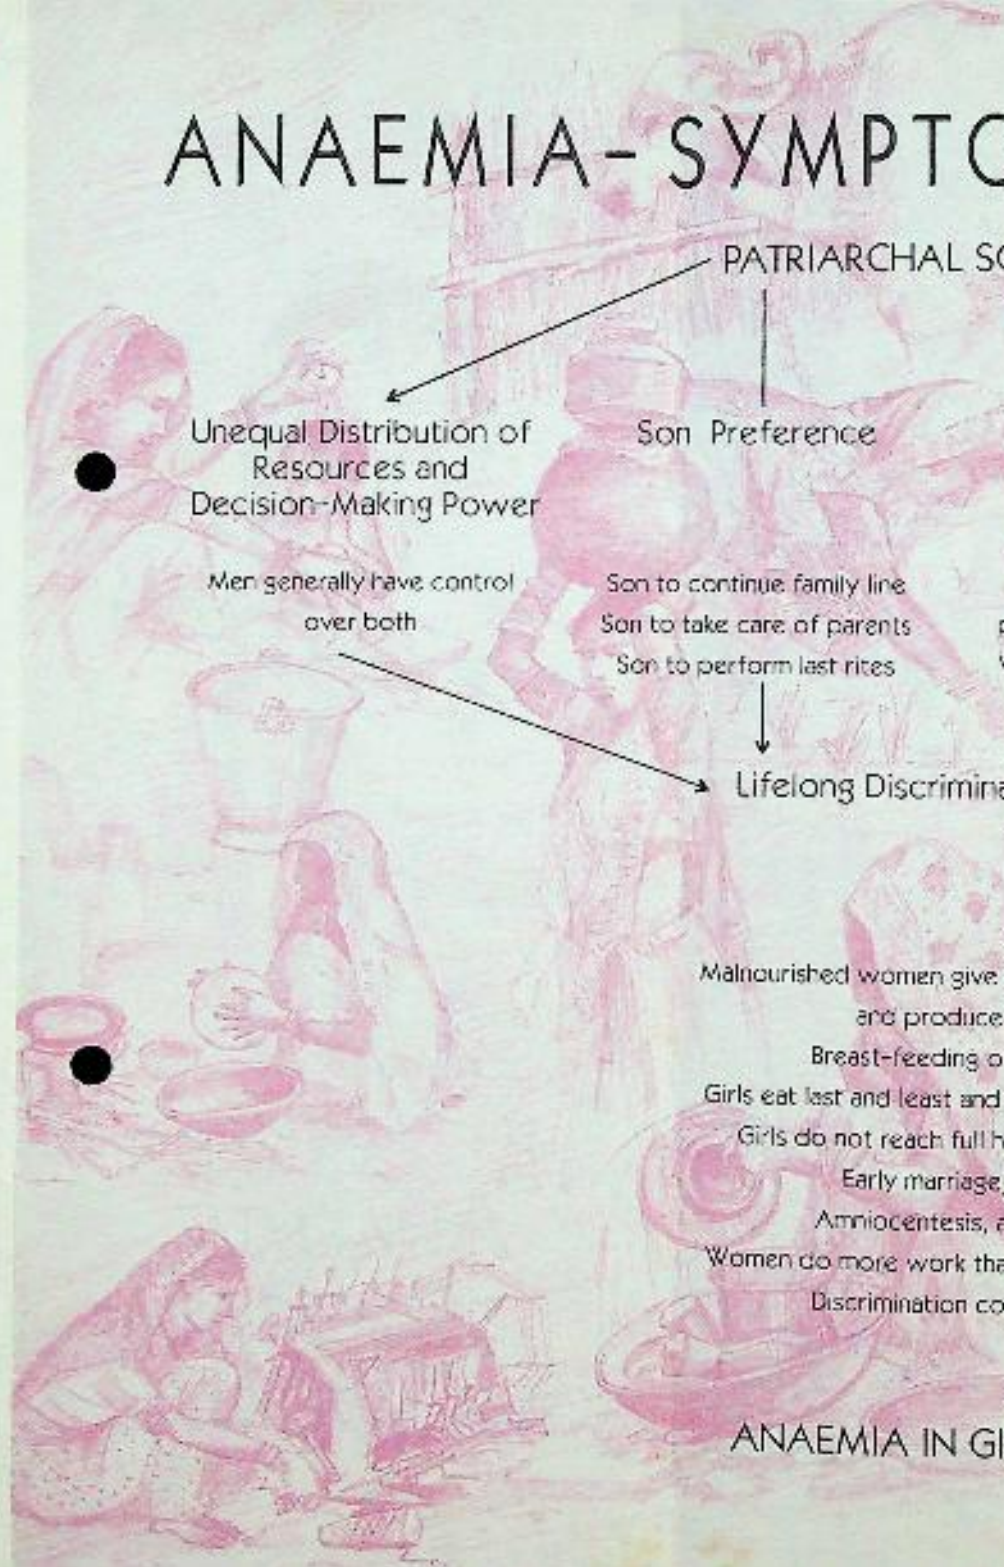 ANAEMIA-SYMPTO
PATRIARCHAL SO
Unequal Distribution of
Resources and
Decision-Making Power
Son Preference
Men generally have control
over both
Son to continue family line
Son to take care of parents
Son to perform last rites
Lifelong Discrimina
Malnourished women give
and produce
Breast-feeding o
Girls eat last and least and
Girls do not reach full h
Early marriage,
Amniocentesis, a
Women do more work tha
Discrimination co
ANAEMIA IN GI